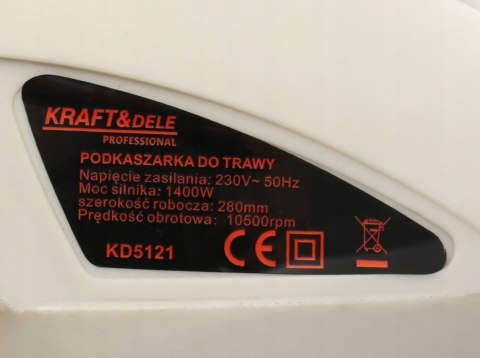 KRAFT&DELE
PROFESSIONAL
PODKASZARKA DO TRAWY
Napięcie zasilania: 230V~ 50Hz
Moc silnika: 1400W
szerokość robocza: 280mm
Prędkość obrotowa: 10500rpm
KD5121 CE